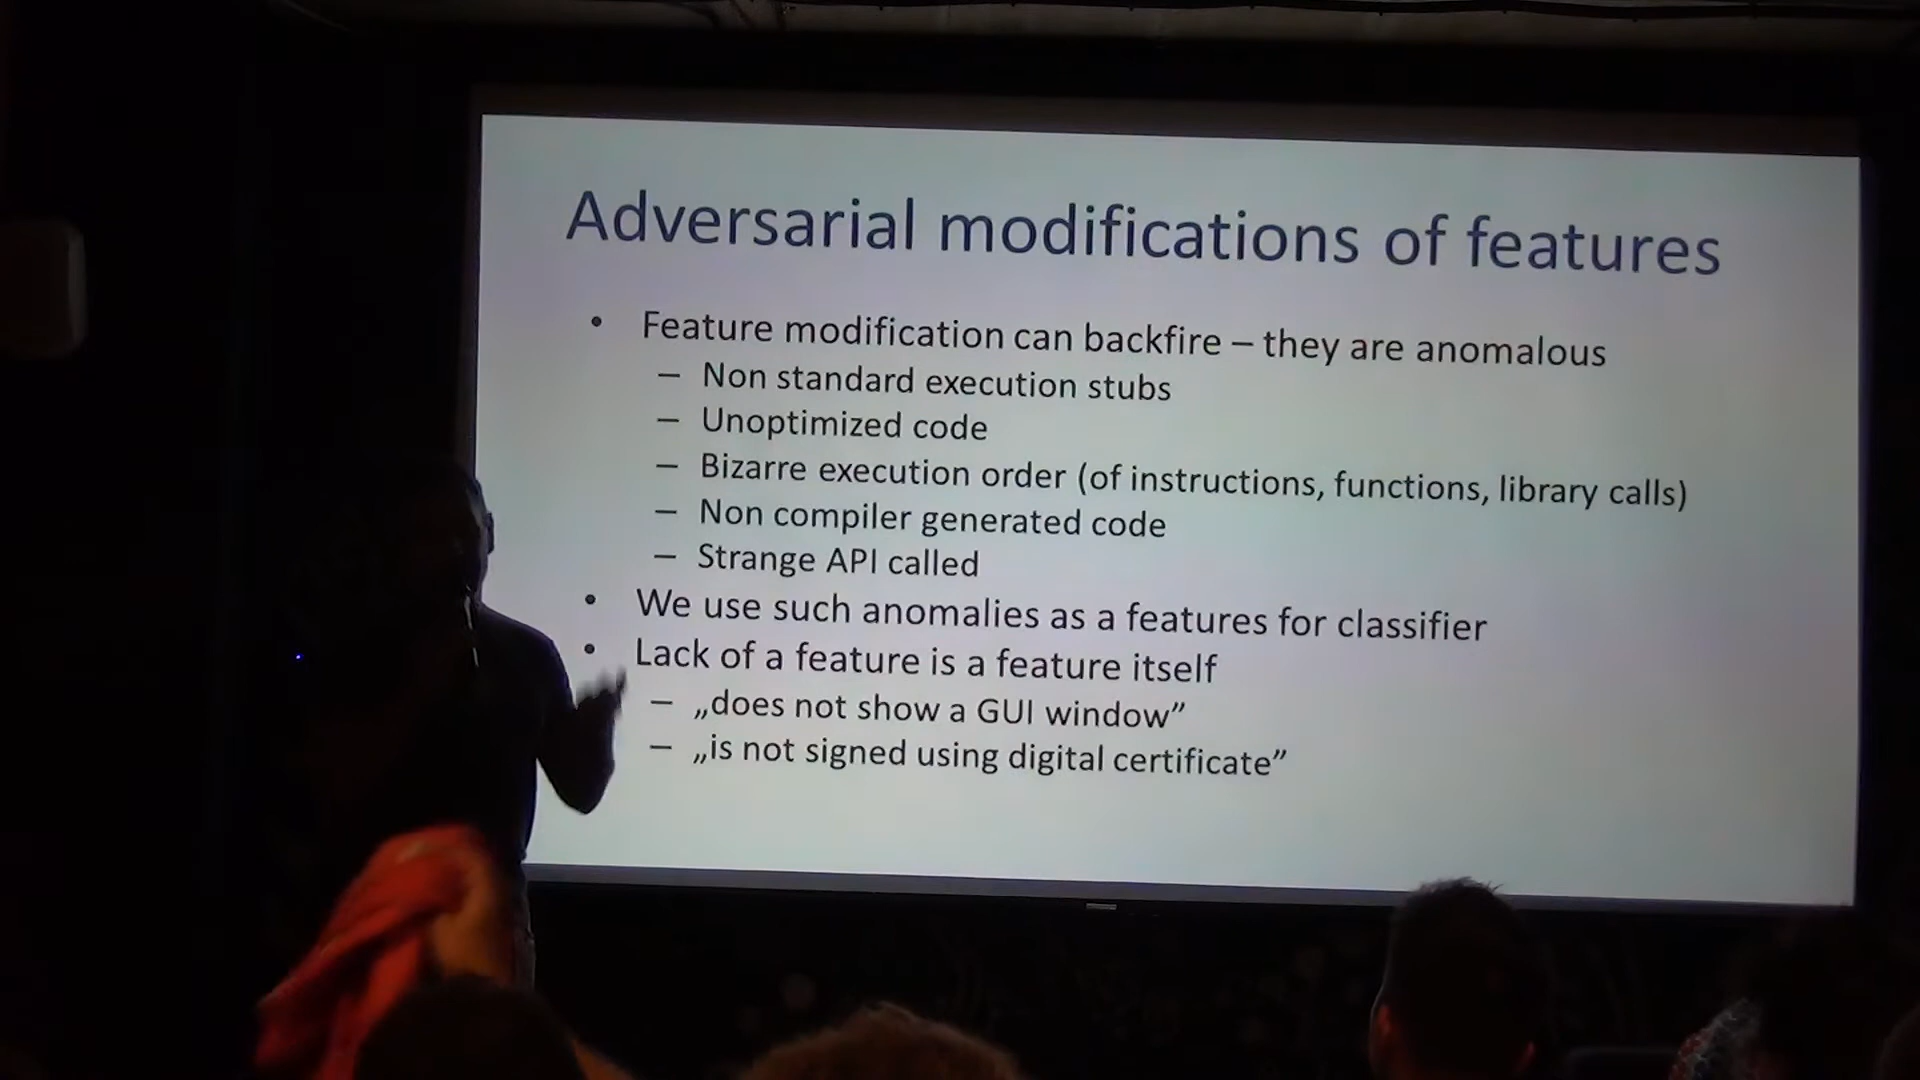 Adversarial modifications of features
• Feature modification can backfire – they are anomalous
– Non standard execution stubs
– Unoptimized code
– Bizarre execution order (of instructions, functions, library calls)
– Non compiler generated code
– Strange API called
• We use such anomalies as a features for classifier
• Lack of a feature is a feature itself
– „does not show a GUI window”
– „is not signed using digital certificate”